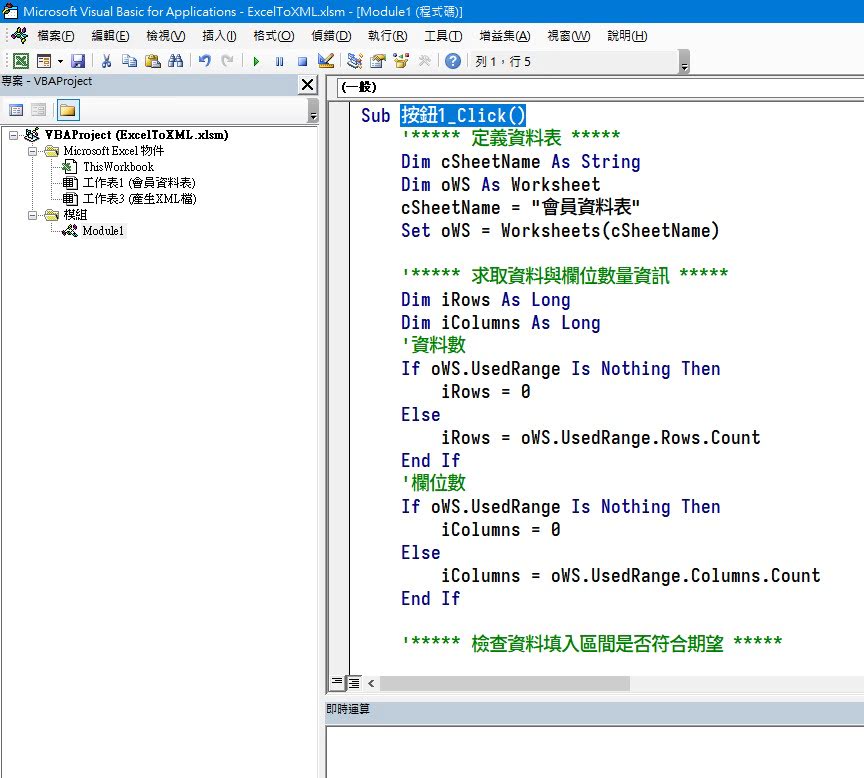 Microsoft Visual Basic for Applications - ExcelToXML.xlsm - [Module1 (程式碼)]
檔案(F) 編輯(E) 檢視(V) 插入(I) 格式(O) 偵錯(D) 執行(R) 工具(T) 增益集(A) 視窗(W) 說明(H)
列 1，行 5
專案 - VBAProject
VBAProject (ExcelToXML.xlsm)
Microsoft Excel 物件
ThisWorkbook
工作表1 (會員資料表)
工作表3 (產生XML檔)
模組
Module1
(一般)
Sub 按鈕1_Click()
'***** 定義資料表 *****
Dim cSheetName As String
Dim oWS As Worksheet
cSheetName = "會員資料表"
Set oWS = Worksheets(cSheetName)
'***** 求取資料與欄位數量資訊 *****
Dim iRows As Long
Dim iColumns As Long
'資料數
If oWS.UsedRange Is Nothing Then
iRows = 0
Else
iRows = oWS.UsedRange.Rows.Count
End If
'欄位數
If oWS.UsedRange Is Nothing Then
iColumns = 0
Else
iColumns = oWS.UsedRange.Columns.Count
End If
'***** 檢查資料填入區間是否符合期望 *****
即時運算